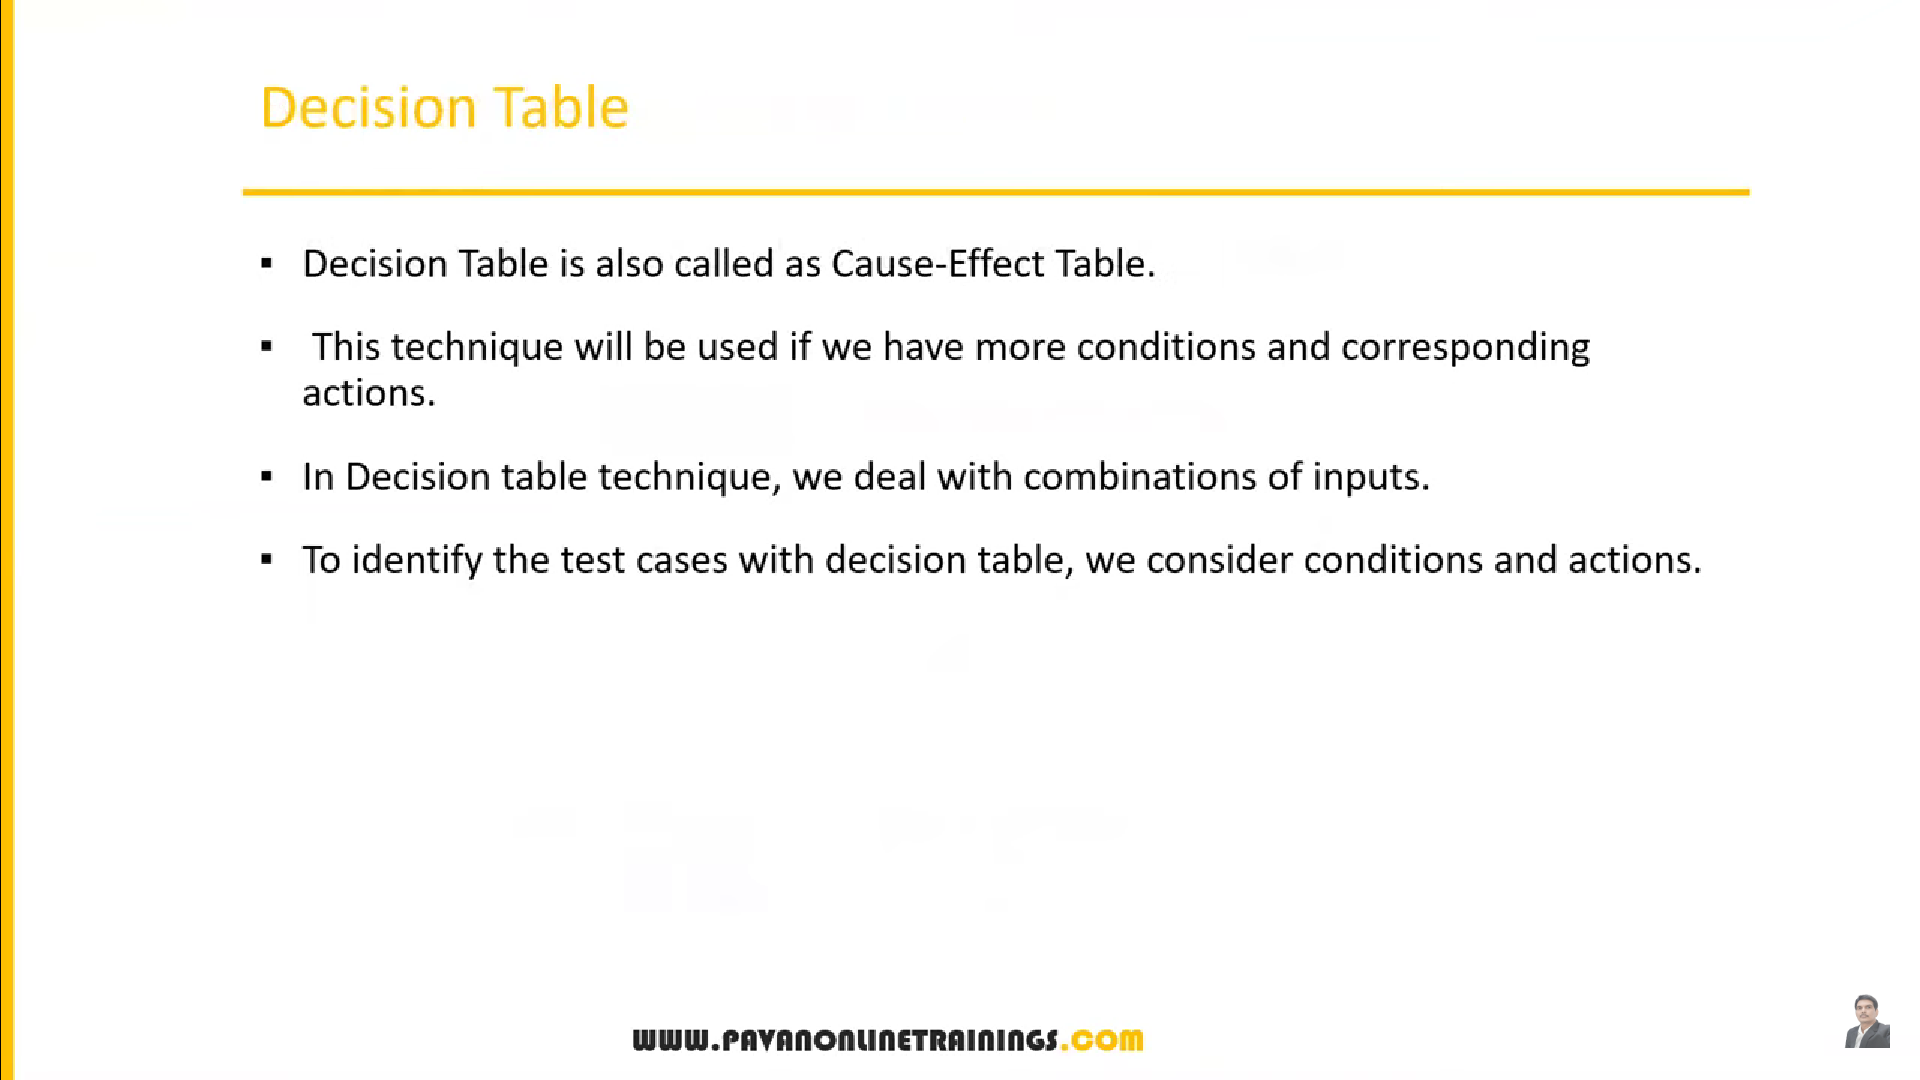 Decision Table
▪ Decision Table is also called as Cause-Effect Table.
▪ This technique will be used if we have more conditions and corresponding
actions.
▪ In Decision table technique, we deal with combinations of inputs.
▪ To identify the test cases with decision table, we consider conditions and actions.
WWW.PAVANONLINETRAININGS.COM